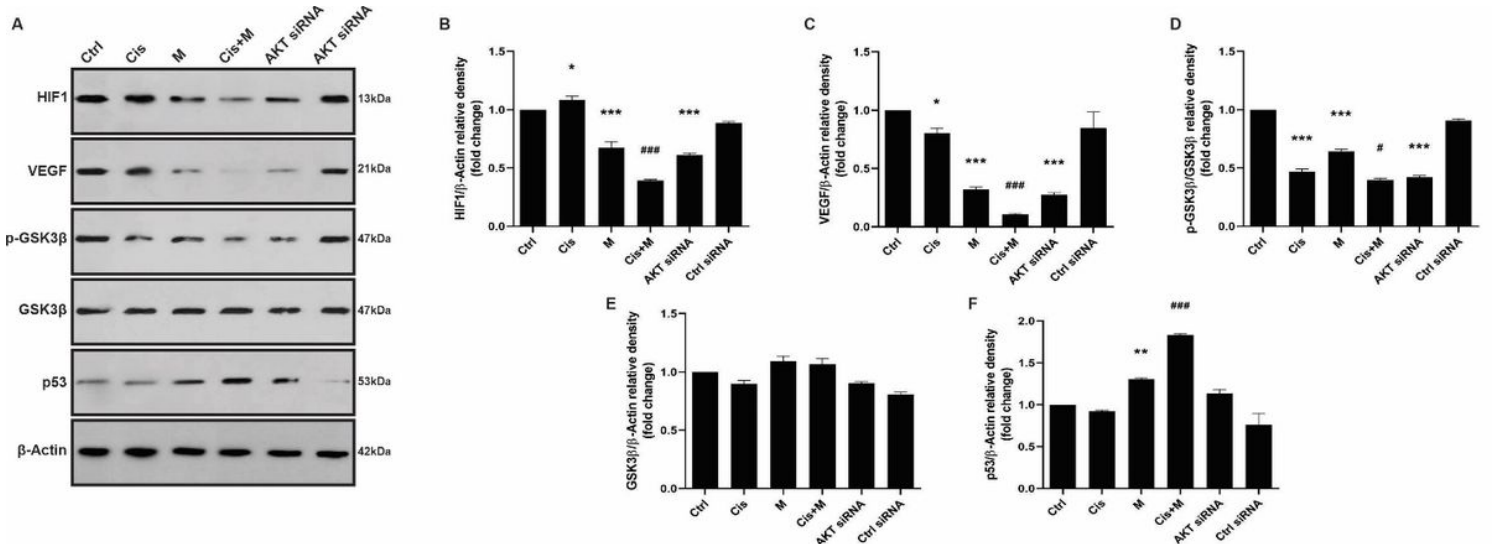 A
Ctrl
Cis
M
Cis+M
AKT siRNA
AKT siRNA
HIF1
13kDa
VEGF
21kDa
p-GSK3β
47kDa
GSK3β
47kDa
p53
53kDa
β-Actin
42kDa
B
HIF1/β-Actin relative density
(fold change)
1.5
1.0
0.5
0.0
*
***
###
***
Ctrl
Cis
M
Cis+M
AKT siRNA
Ctrl siRNA
C
VEGF/β-Actin relative density
(fold change)
1.5
1.0
0.5
0.0
*
***
###
***
Ctrl
Cis
M
Cis+M
AKT siRNA
Ctrl siRNA
D
p-GSK3β/GSK3β relative density
(fold change)
1.5
1.0
0.5
0.0
***
***
#
***
Ctrl
Cis
M
Cis+M
AKT siRNA
Ctrl siRNA
E
GSK3β/β-Actin relative density
(fold change)
1.5
1.0
0.5
0.0
Ctrl
Cis
M
Cis+M
AKT siRNA
Ctrl siRNA
F
p53/β-Actin relative density
(fold change)
2.0
1.5
1.0
0.5
0.0
**
###
Ctrl
Cis
M
Cis+M
AKT siRNA
Ctrl siRNA